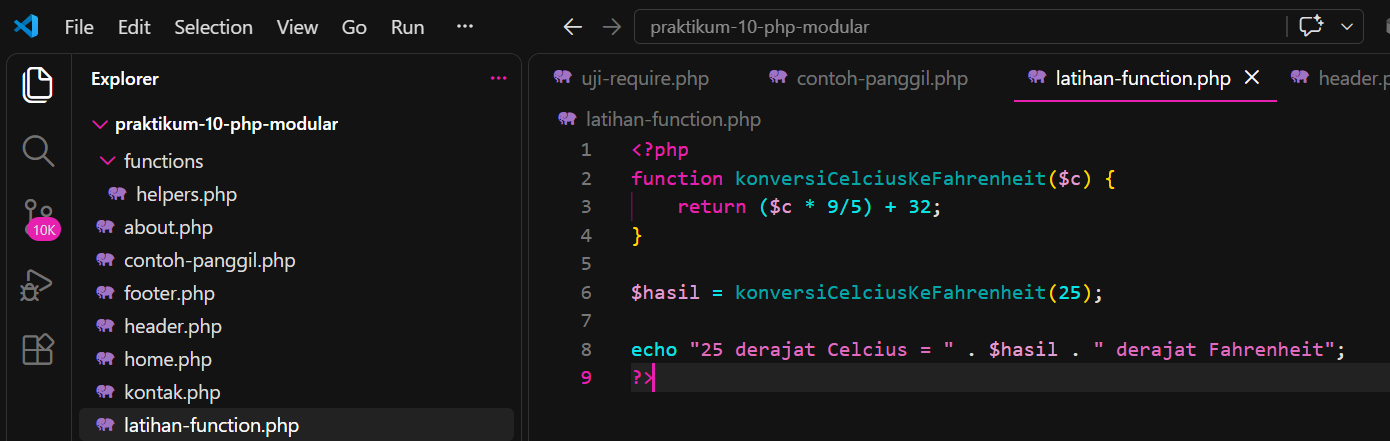 File Edit Selection View Go Run ...
praktikum-10-php-modular
Explorer ...
praktikum-10-php-modular
functions
helpers.php
about.php
contoh-panggil.php
footer.php
header.php
home.php
kontak.php
latihan-function.php
10K
uji-require.php contoh-panggil.php latihan-function.php header.p
latihan-function.php
1 <?php
2 function konversiCelciusKeFahrenheit($c) {
3 return ($c * 9/5) + 32;
4 }
5
6 $hasil = konversiCelciusKeFahrenheit(25);
7
8 echo "25 derajat Celcius = " . $hasil . " derajat Fahrenheit";
9 ?>